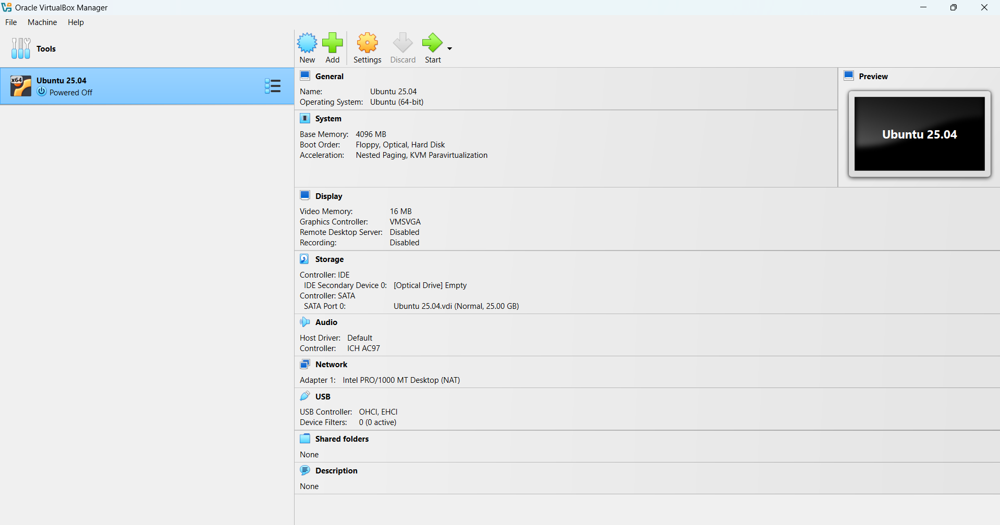 Oracle VirtualBox Manager
File Machine Help
Tools
New Add Settings Discard Start
x64
Ubuntu 25.04
Powered Off
General
Name: Ubuntu 25.04
Operating System: Ubuntu (64-bit)
System
Base Memory: 4096 MB
Boot Order: Floppy, Optical, Hard Disk
Acceleration: Nested Paging, KVM Paravirtualization
Preview
Ubuntu 25.04
Display
Video Memory: 16 MB
Graphics Controller: VMSVGA
Remote Desktop Server: Disabled
Recording: Disabled
Storage
Controller: IDE
IDE Secondary Device 0: [Optical Drive] Empty
Controller: SATA
SATA Port 0: Ubuntu 25.04.vdi (Normal, 25.00 GB)
Audio
Host Driver: Default
Controller: ICH AC97
Network
Adapter 1: Intel PRO/1000 MT Desktop (NAT)
USB
USB Controller: OHCI, EHCI
Device Filters: 0 (0 active)
Shared folders
None
Description
None